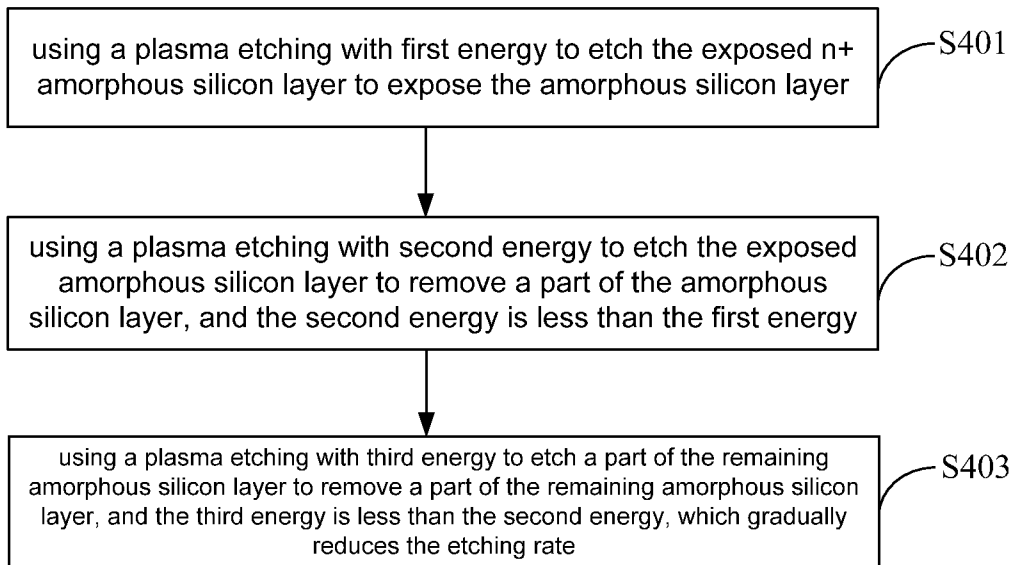 using a plasma etching with first energy to etch the exposed n+
amorphous silicon layer to expose the amorphous silicon layer
S401
using a plasma etching with second energy to etch the exposed
amorphous silicon layer to remove a part of the amorphous
silicon layer, and the second energy is less than the first energy
S402
using a plasma etching with third energy to etch a part of the remaining
amorphous silicon layer to remove a part of the remaining amorphous silicon
layer, and the third energy is less than the second energy, which gradually
reduces the etching rate
S403